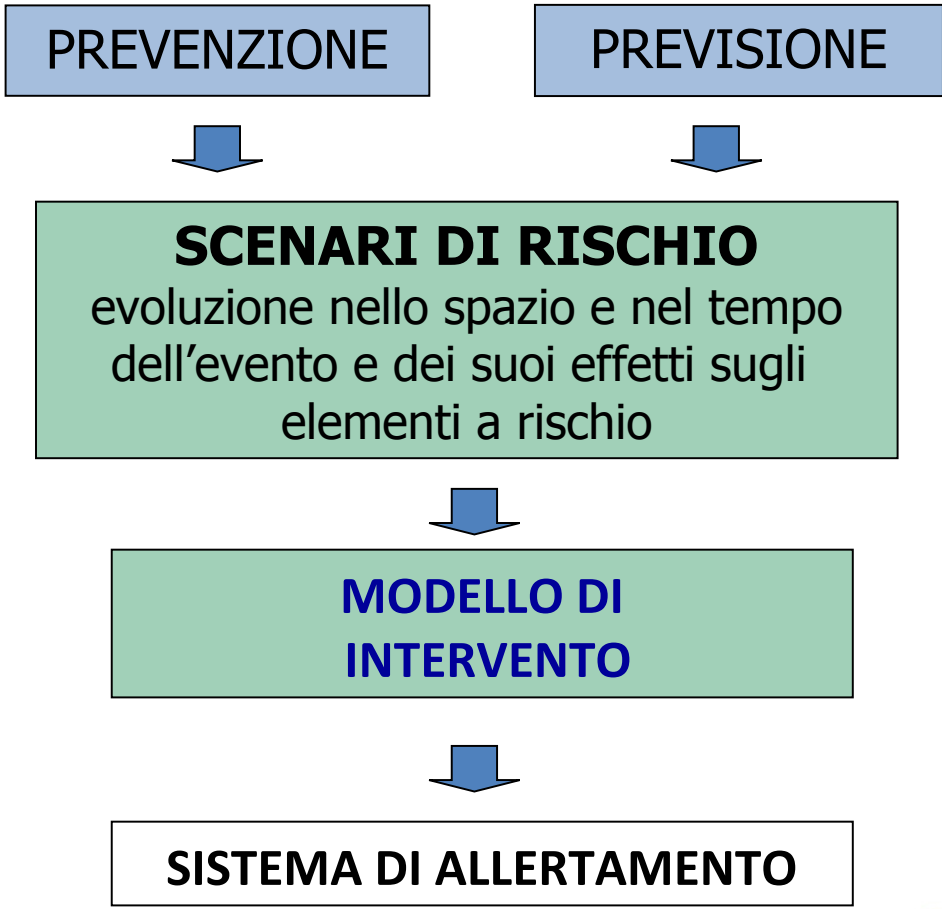 PREVENZIONE
PREVISIONE
SCENARI DI RISCHIO
evoluzione nello spazio e nel tempo
dell’evento e dei suoi effetti sugli
elementi a rischio
MODELLO DI
INTERVENTO
SISTEMA DI ALLERTAMENTO